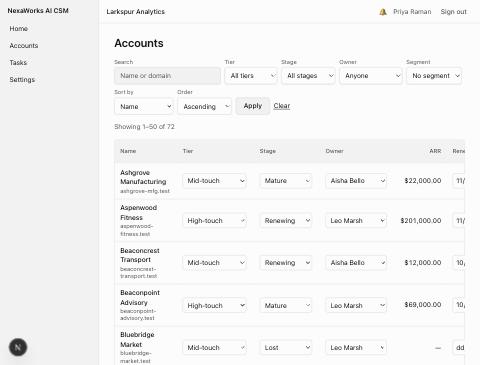 NexaWorks AI CSM
Larkspur Analytics
Priya Raman
Sign out
Home
Accounts
Tasks
Settings
Accounts
Search
Tier
Stage
Owner
Segment
Name or domain
All tiers
All stages
Anyone
No segment
Sort by
Order
Name
Ascending
Apply
Clear
Showing 1–50 of 72
Name Tier Stage Owner ARR Rene
Ashgrove
Manufacturing
ashgrove-mfg.test
Mid-touch
Mature
Aisha Bello
$22,000.00
11/
Aspenwood
Fitness
aspenwood-
fitness.test
High-touch
Renewing
Leo Marsh
$201,000.00
11/
Beaconcrest
Transport
beaconcrest-
transport.test
Mid-touch
Renewing
Aisha Bello
$12,000.00
10/
Beaconpoint
Advisory
beaconpoint-
advisory.test
High-touch
Mature
Leo Marsh
$69,000.00
10/
Bluebridge
Market
bluebridge-
market.test
Mid-touch
Lost
Leo Marsh
—
dd
N